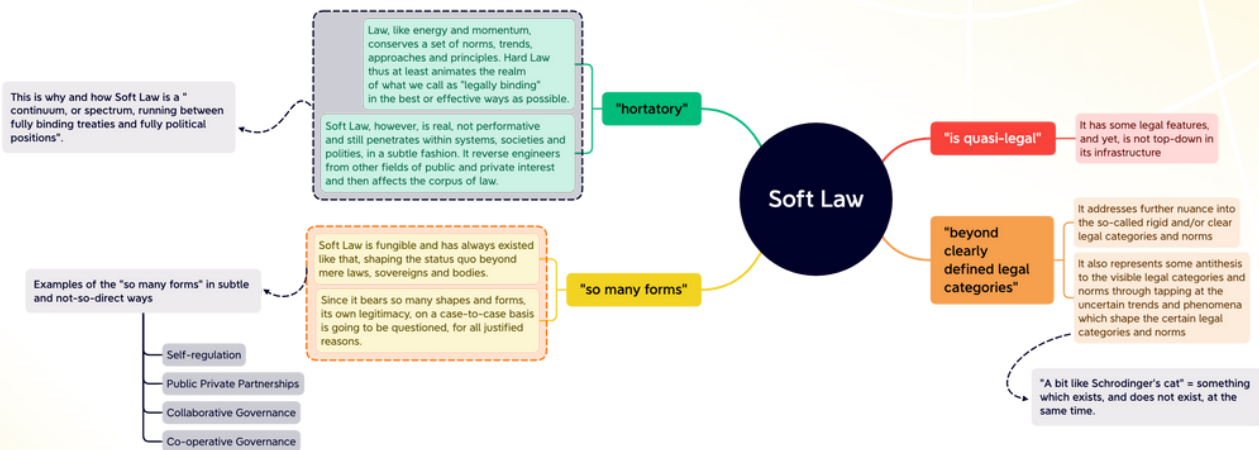 Law, like energy and momentum,
conserves a set of norms, trends,
approaches and principles. Hard Law
thus at least animates the realm
of what we call as "legally binding"
in the best or effective ways as possible.
Soft Law, however, is real, not performative
and still penetrates within systems, societies and
polities, in a subtle fashion. It reverse engineers
from other fields of public and private interest
and then affects the corpus of law.
This is why and how Soft Law is a "
continuum, or spectrum, running between
fully binding treaties and fully political
positions".
"hortatory"
Soft Law
"is quasi-legal"
It has some legal features,
and yet, is not top-down in
its infrastructure
"beyond
clearly
defined legal
categories"
It addresses further nuance into
the so-called rigid and/or clear
legal categories and norms
It also represents some antithesis
to the visible legal categories and
norms through tapping at the
uncertain trends and phenomena
which shape the certain legal
categories and norms
"A bit like Schrodinger's cat" = something
which exists, and does not exist, at the
same time.
"so many forms"
Soft Law is fungible and has always existed
like that, shaping the status quo beyond
mere laws, sovereigns and bodies.
Since it bears so many shapes and forms,
its own legitimacy, on a case-to-case basis
is going to be questioned, for all justified
reasons.
Examples of the "so many forms" in subtle
and not-so-direct ways
Self-regulation
Public Private Partnerships
Collaborative Governance
Co-operative Governance